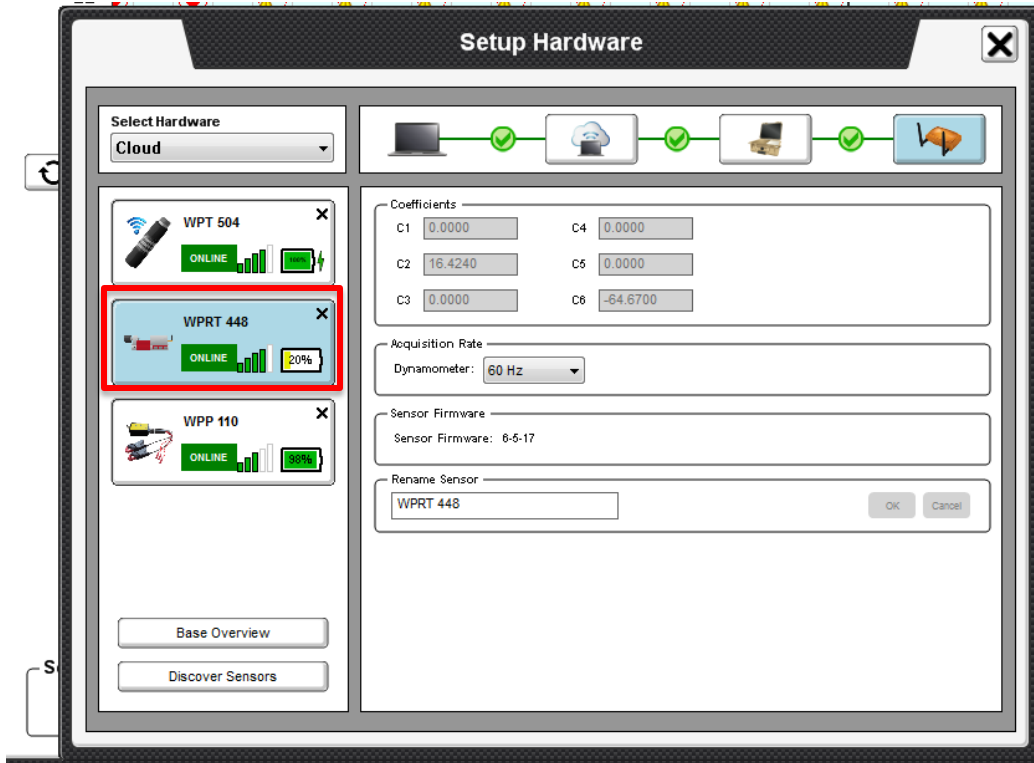 Setup Hardware
Select Hardware
Cloud
WPT 504
ONLINE
100%
WPRT 448
ONLINE
20%
WPP 110
ONLINE
98%
Base Overview
Discover Sensors
Coefficients
C1 0.0000 C4 0.0000
C2 16.4240 C5 0.0000
C3 0.0000 C6 -64.6700
Acquisition Rate
Dynamometer: 60 Hz
Sensor Firmware
Sensor Firmware: 6-5-17
Rename Sensor
WPRT 448
OK Cancel